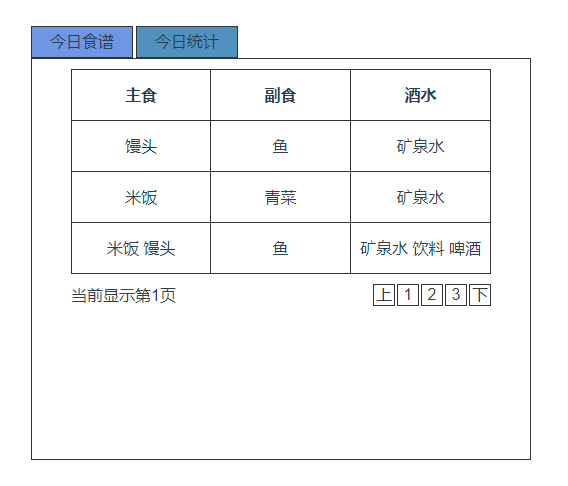 今日食谱 今日统计
主食 副食 酒水
馒头 鱼 矿泉水
米饭 青菜 矿泉水
米饭 馒头 鱼 矿泉水 饮料 啤酒
当前显示第1页 上 1 2 3 下